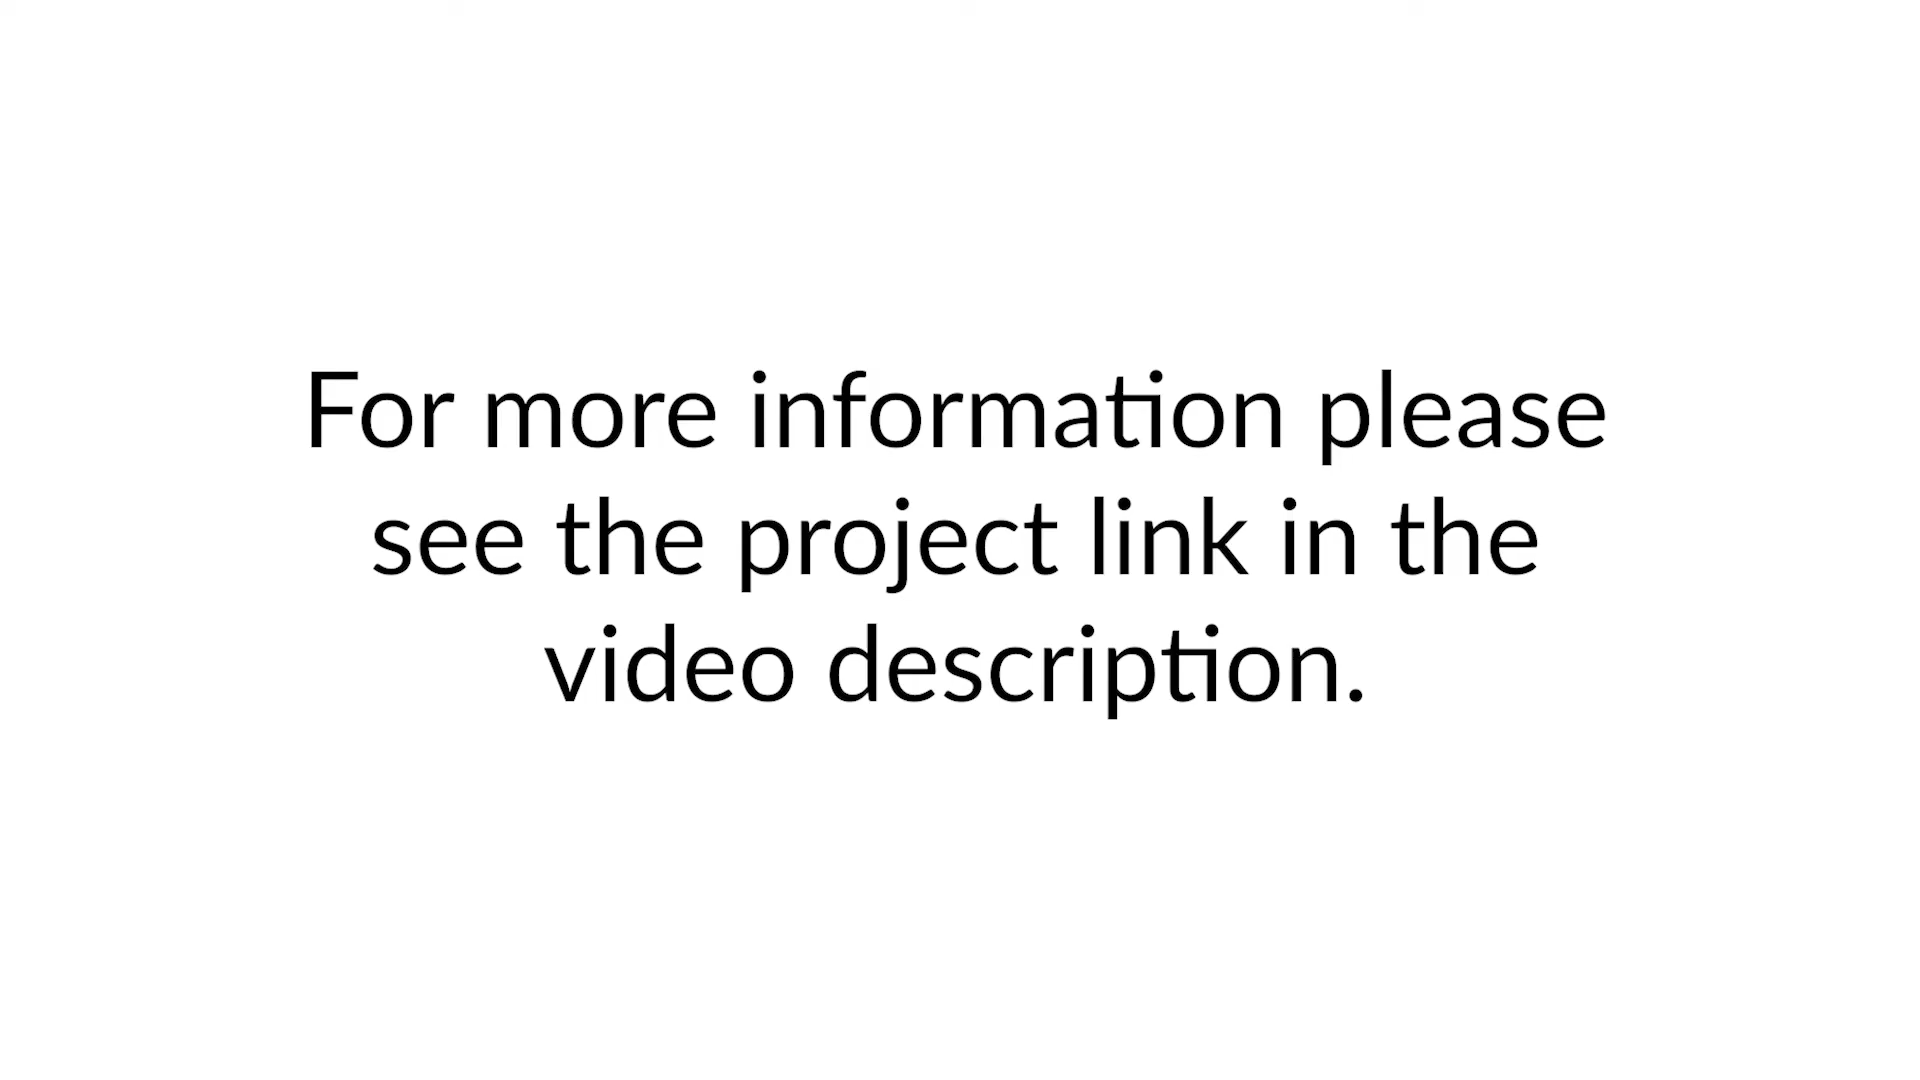 For more information please
see the project link in the
video description.